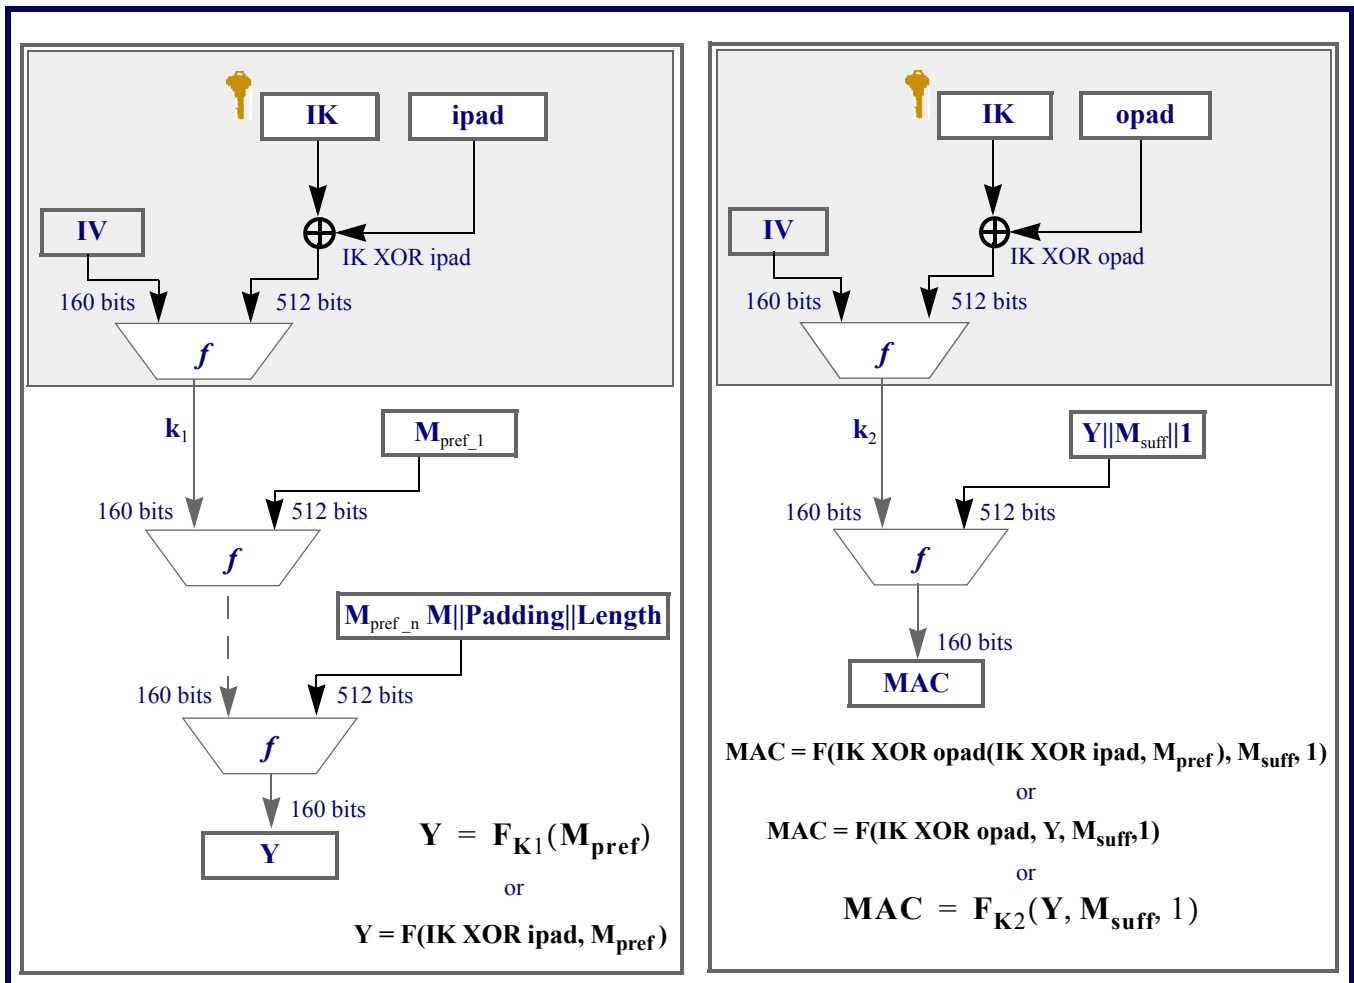 IK
ipad
IV
IK XOR ipad
160 bits
512 bits
f
k1
Mpref_1
160 bits
512 bits
f
Mpref_n M||Padding||Length
160 bits
512 bits
f
160 bits
Y
Y = FK1(Mpref)
or
Y = F(IK XOR ipad, Mpref)
IK
opad
IV
IK XOR opad
160 bits
512 bits
f
k2
Y||Msuff||1
160 bits
512 bits
f
160 bits
MAC
MAC = F(IK XOR opad(IK XOR ipad, Mpref), Msuff, 1)
or
MAC = F(IK XOR opad, Y, Msuff,1)
or
MAC = FK2(Y, Msuff, 1)